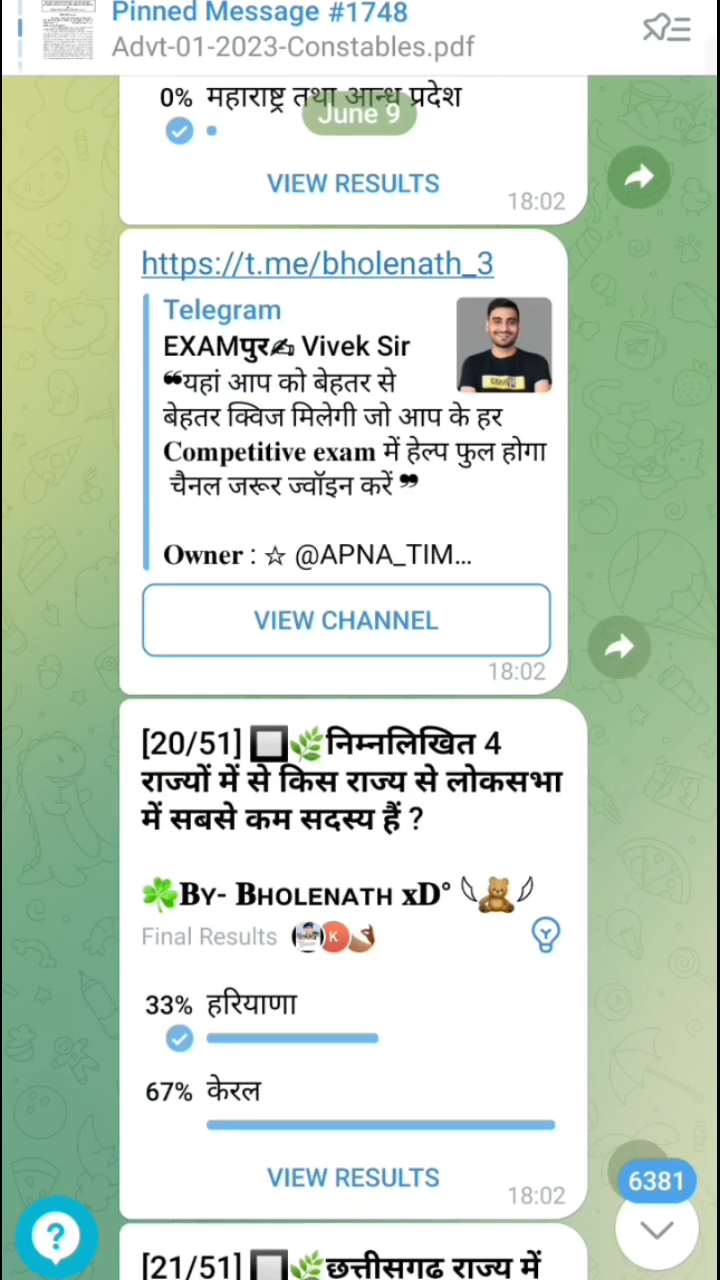 Pinned Message #1748
Advt-01-2023-Constables.pdf
0% महाराष्ट्र तथा आन्ध प्रदेश
June 9
VIEW RESULTS
18:02
https://t.me/bholenath_3
Telegram
EXAMपुर✍ Vivek Sir
❝यहां आप को बेहतर से
बेहतर क्विज मिलेगी जो आप के हर
Competitive exam में हेल्प फुल होगा
चैनल जरूर ज्वॉइन करें ❞
Owner : ☆ @APNA_TIM...
VIEW CHANNEL
18:02
[20/51] 🔲🌿निम्नलिखित 4
राज्यों में से किस राज्य से लोकसभा
में सबसे कम सदस्य हैं ?
☘️By- Bholenath xD°
Final Results
K
33% हरियाणा
67% केरल
VIEW RESULTS
18:02
6381
?
[21/51] 🔲🌿छत्तीसगढ राज्य में